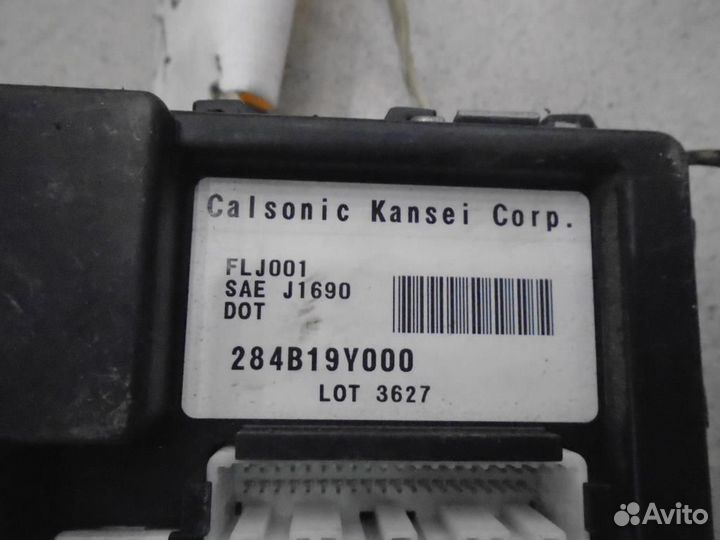 Calsonic Kansei Corp.
FLJ001
SAE J1690
DOT
284B19Y000
LOT 3627
Avito